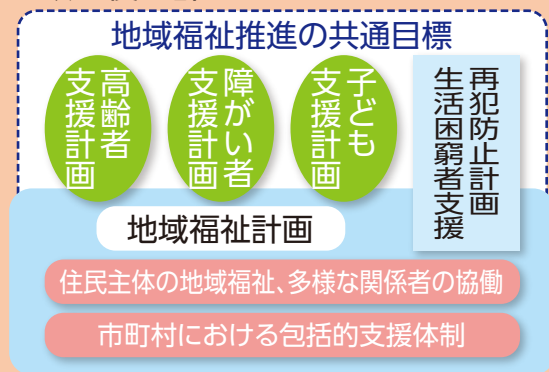 地域福祉推進の共通目標
高齢者
支援計画
障がい者
支援計画
子ども
支援計画
再犯防止計画
生活困窮者支援
地域福祉計画
住民主体の地域福祉、多様な関係者の協働
市町村における包括的支援体制